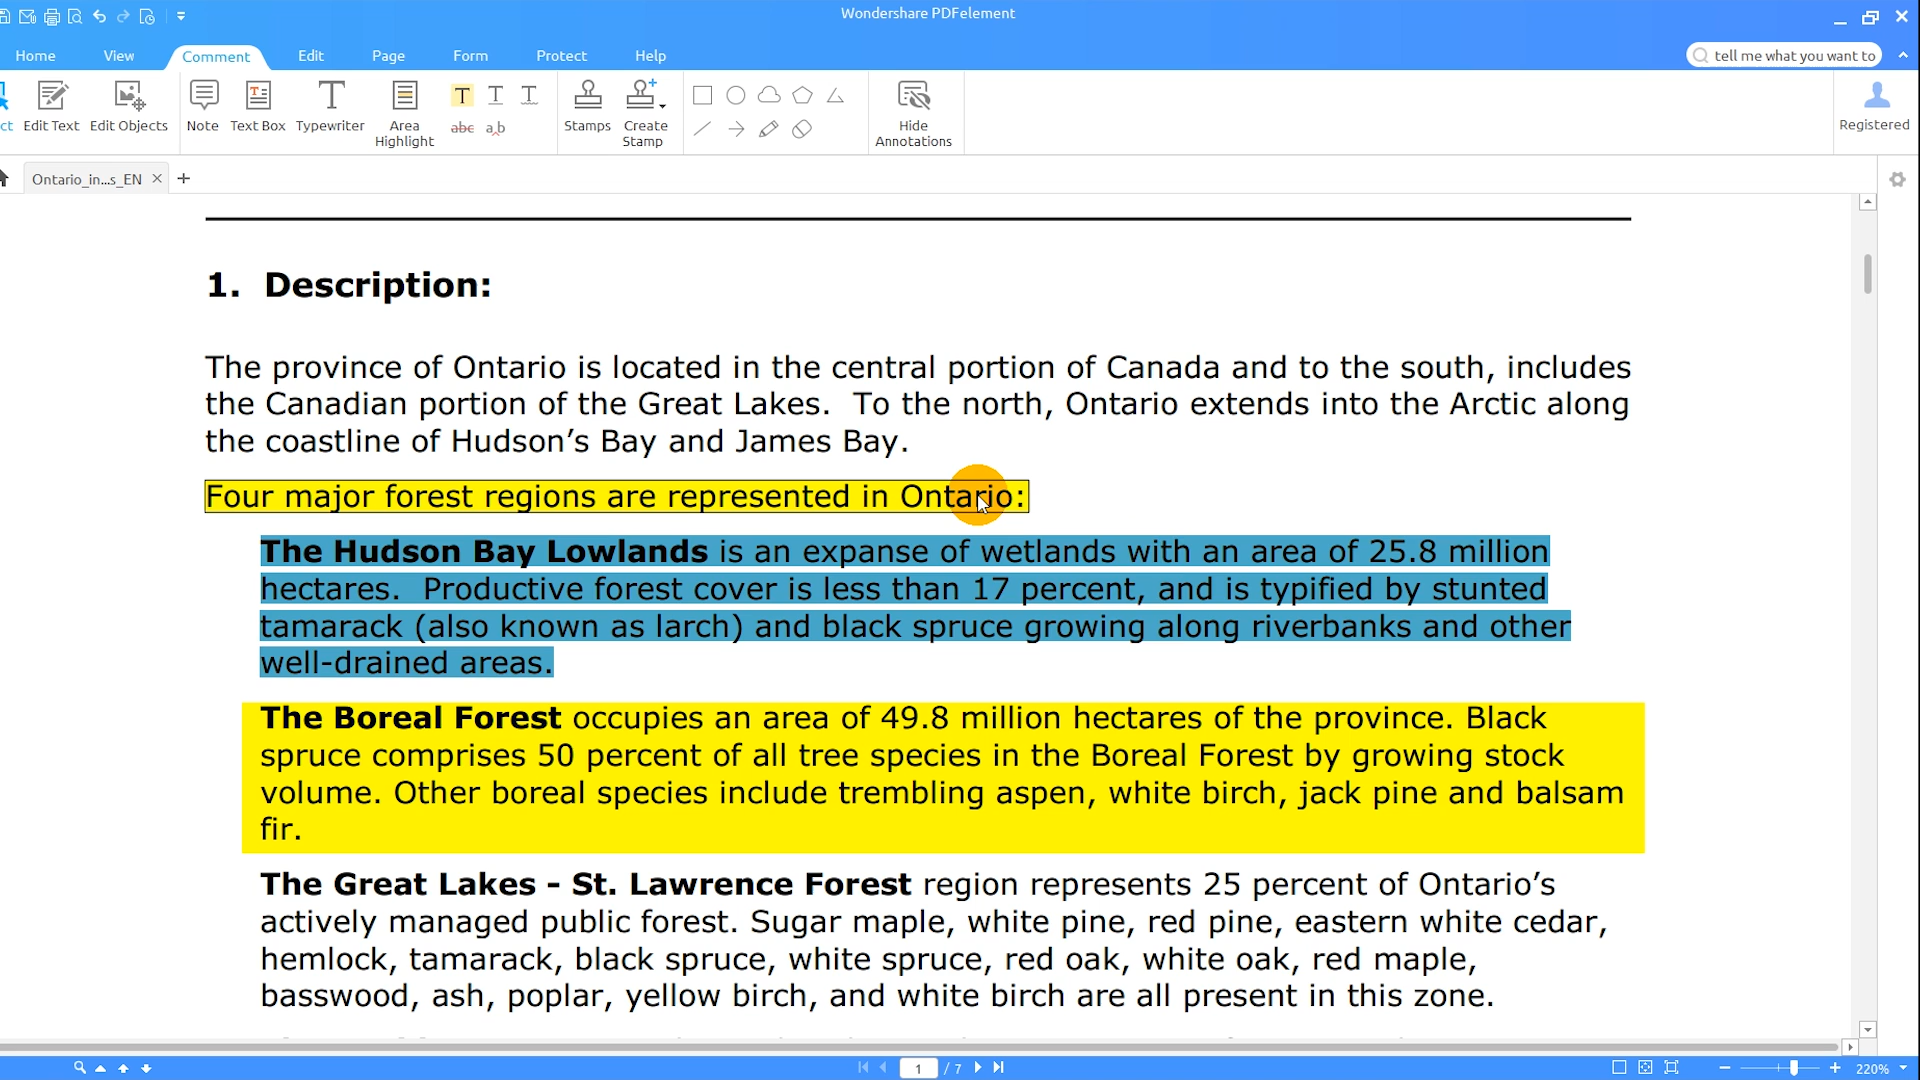 Wondershare PDFelement
Home View Comment Edit Page Form Protect Help
tell me what you want to
ct Edit Text Edit Objects Note Text Box Typewriter Area Highlight T T T abc ab Stamps Create Stamp Hide Annotations Registered
Ontario_in...s_EN
1. Description:
The province of Ontario is located in the central portion of Canada and to the south, includes
the Canadian portion of the Great Lakes. To the north, Ontario extends into the Arctic along
the coastline of Hudson’s Bay and James Bay.
Four major forest regions are represented in Ontario:
The Hudson Bay Lowlands is an expanse of wetlands with an area of 25.8 million
hectares. Productive forest cover is less than 17 percent, and is typified by stunted
tamarack (also known as larch) and black spruce growing along riverbanks and other
well-drained areas.
The Boreal Forest occupies an area of 49.8 million hectares of the province. Black
spruce comprises 50 percent of all tree species in the Boreal Forest by growing stock
volume. Other boreal species include trembling aspen, white birch, jack pine and balsam
fir.
The Great Lakes - St. Lawrence Forest region represents 25 percent of Ontario’s
actively managed public forest. Sugar maple, white pine, red pine, eastern white cedar,
hemlock, tamarack, black spruce, white spruce, red oak, white oak, red maple,
basswood, ash, poplar, yellow birch, and white birch are all present in this zone.
1 / 7
220%